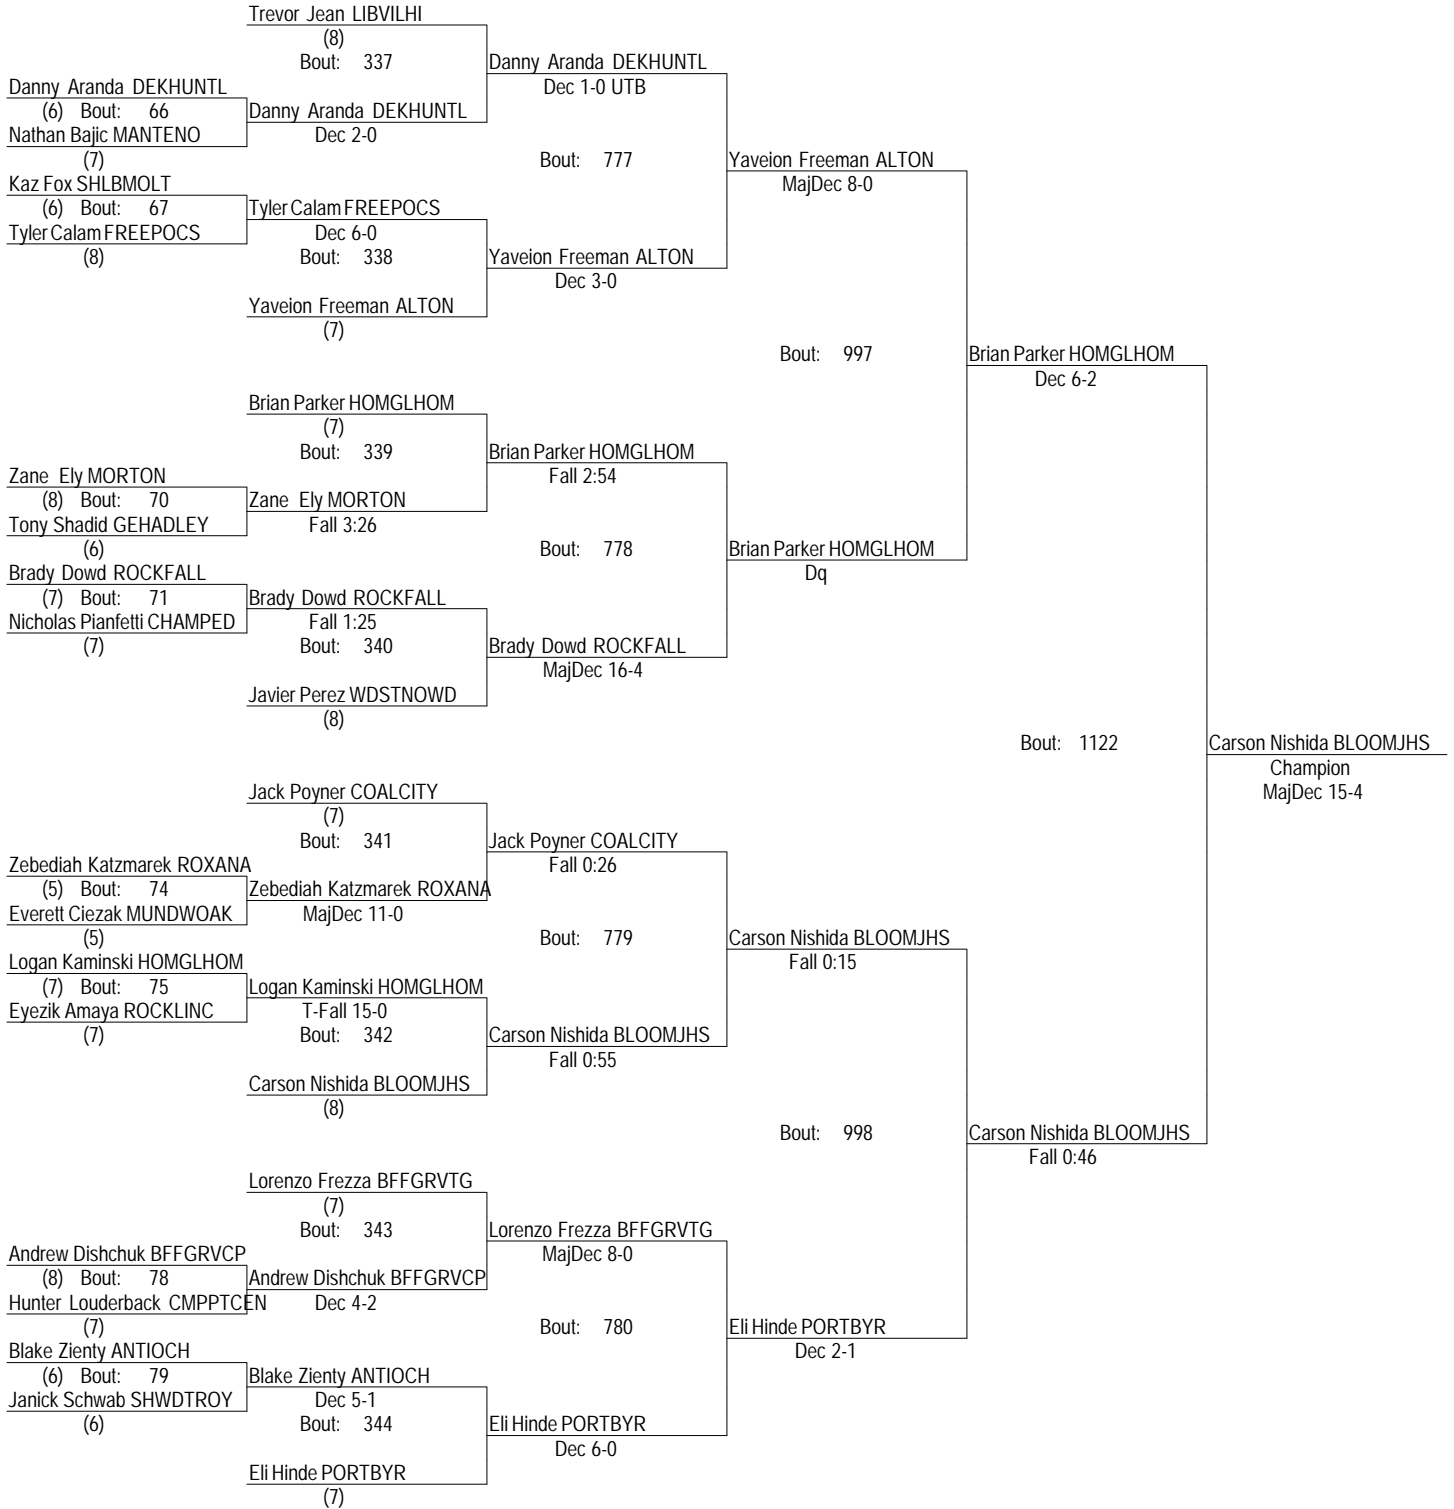 Trevor Jean LIBVILHI
(8)
Bout: 337
Danny Aranda DEKHUNTL
Dec 1-0 UTB
Danny Aranda DEKHUNTL
(6) Bout: 66
Danny Aranda DEKHUNTL
Nathan Bajic MANTENO
Dec 2-0
(7)
Bout: 777
Yaveion Freeman ALTON
MajDec 8-0
Kaz Fox SHLBMOLT
(6) Bout: 67
Tyler Calam FREEPOCS
Tyler Calam FREEPOCS
Dec 6-0
(8)
Bout: 338
Yaveion Freeman ALTON
Dec 3-0
Yaveion Freeman ALTON
(7)
Bout: 997
Brian Parker HOMGLHOM
Dec 6-2
Brian Parker HOMGLHOM
(7)
Bout: 339
Brian Parker HOMGLHOM
Fall 2:54
Zane Ely MORTON
(8) Bout: 70
Zane Ely MORTON
Tony Shadid GEHADLEY
Fall 3:26
(6)
Bout: 778
Brian Parker HOMGLHOM
Dq
Brady Dowd ROCKFALL
(7) Bout: 71
Brady Dowd ROCKFALL
Nicholas Pianfetti CHAMPED
Fall 1:25
(7)
Bout: 340
Brady Dowd ROCKFALL
MajDec 16-4
Javier Perez WDSTNOWD
(8)
Bout: 1122
Carson Nishida BLOOMJHS
Champion
MajDec 15-4
Jack Poyner COALCITY
(7)
Bout: 341
Jack Poyner COALCITY
Fall 0:26
Zebediah Katzmarek ROXANA
(5) Bout: 74
Zebediah Katzmarek ROXANA
Everett Ciezak MUNDWOAK
MajDec 11-0
(5)
Bout: 779
Carson Nishida BLOOMJHS
Fall 0:15
Logan Kaminski HOMGLHOM
(7) Bout: 75
Logan Kaminski HOMGLHOM
Eyezik Amaya ROCKLINC
T-Fall 15-0
(7)
Bout: 342
Carson Nishida BLOOMJHS
Fall 0:55
Carson Nishida BLOOMJHS
(8)
Bout: 998
Carson Nishida BLOOMJHS
Fall 0:46
Lorenzo Frezza BFFGRVTG
(7)
Bout: 343
Lorenzo Frezza BFFGRVTG
MajDec 8-0
Andrew Dishchuk BFFGRVCP
(8) Bout: 78
Andrew Dishchuk BFFGRVCP
Hunter Louderback CMPPTCEN
Dec 4-2
(7)
Bout: 780
Eli Hinde PORTBYR
Dec 2-1
Blake Zienty ANTIOCH
(6) Bout: 79
Blake Zienty ANTIOCH
Janick Schwab SHWDTROY
Dec 5-1
(6)
Bout: 344
Eli Hinde PORTBYR
Dec 6-0
Eli Hinde PORTBYR
(7)